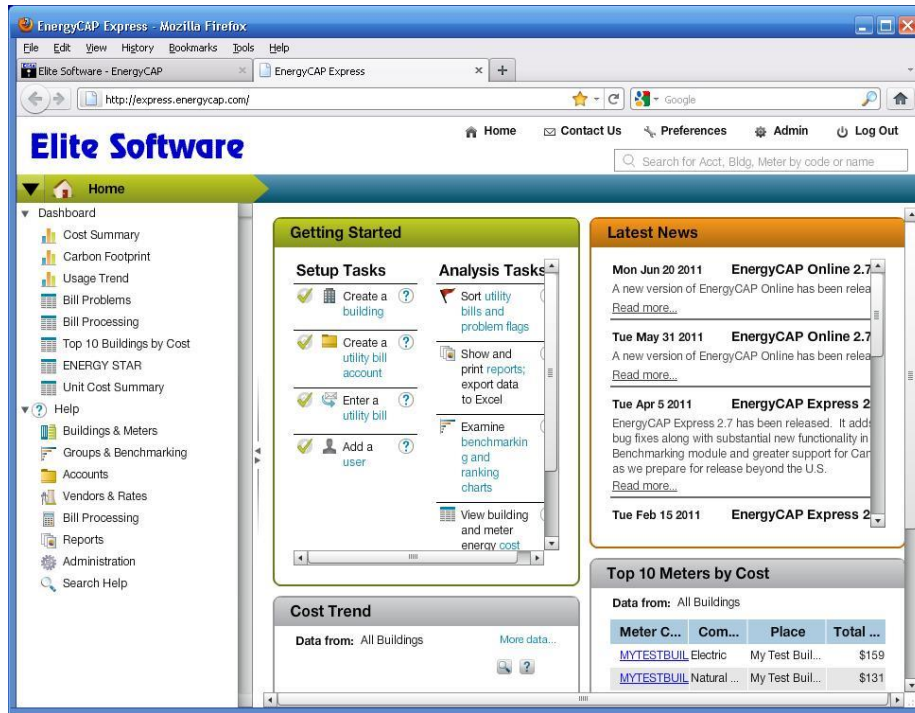 EnergyCAP Express - Mozilla Firefox
File Edit View History Bookmarks Tools Help
Elite Software - EnergyCAP
EnergyCAP Express
http://express.energycap.com/
Google
Elite Software
Home Contact Us Preferences Admin Log Out
Search for Acct, Bldg, Meter by code or name
Home
Dashboard
Cost Summary
Carbon Footprint
Usage Trend
Bill Problems
Bill Processing
Top 10 Buildings by Cost
ENERGY STAR
Unit Cost Summary
Help
Buildings & Meters
Groups & Benchmarking
Accounts
Vendors & Rates
Bill Processing
Reports
Administration
Search Help
Getting Started
Setup Tasks
Create a
building
Create a
utility bill
account
Enter a
utility bill
Add a
user
Analysis Tasks
Sort utility
bills and
problem flags
Show and
print reports;
export data
to Excel
Examine
benchmarkin
g and
ranking
charts
View building
and meter
energy cost
Latest News
Mon Jun 20 2011 EnergyCAP Online 2.7
A new version of EnergyCAP Online has been relea
Read more...
Tue May 31 2011 EnergyCAP Online 2.7
A new version of EnergyCAP Online has been relea
Read more...
Tue Apr 5 2011 EnergyCAP Express 2
EnergyCAP Express 2.7 has been released. It adds
bug fixes along with substantial new functionality in
Benchmarking module and greater support for Can
as we prepare for release beyond the U.S.
Read more...
Tue Feb 15 2011 EnergyCAP Express 2
Cost Trend
Data from: All Buildings More data...
Top 10 Meters by Cost
Data from: All Buildings
Meter C... Com... Place Total ...
MYTESTBUIL Electric My Test Buil... $159
MYTESTBUIL Natural ... My Test Buil... $131